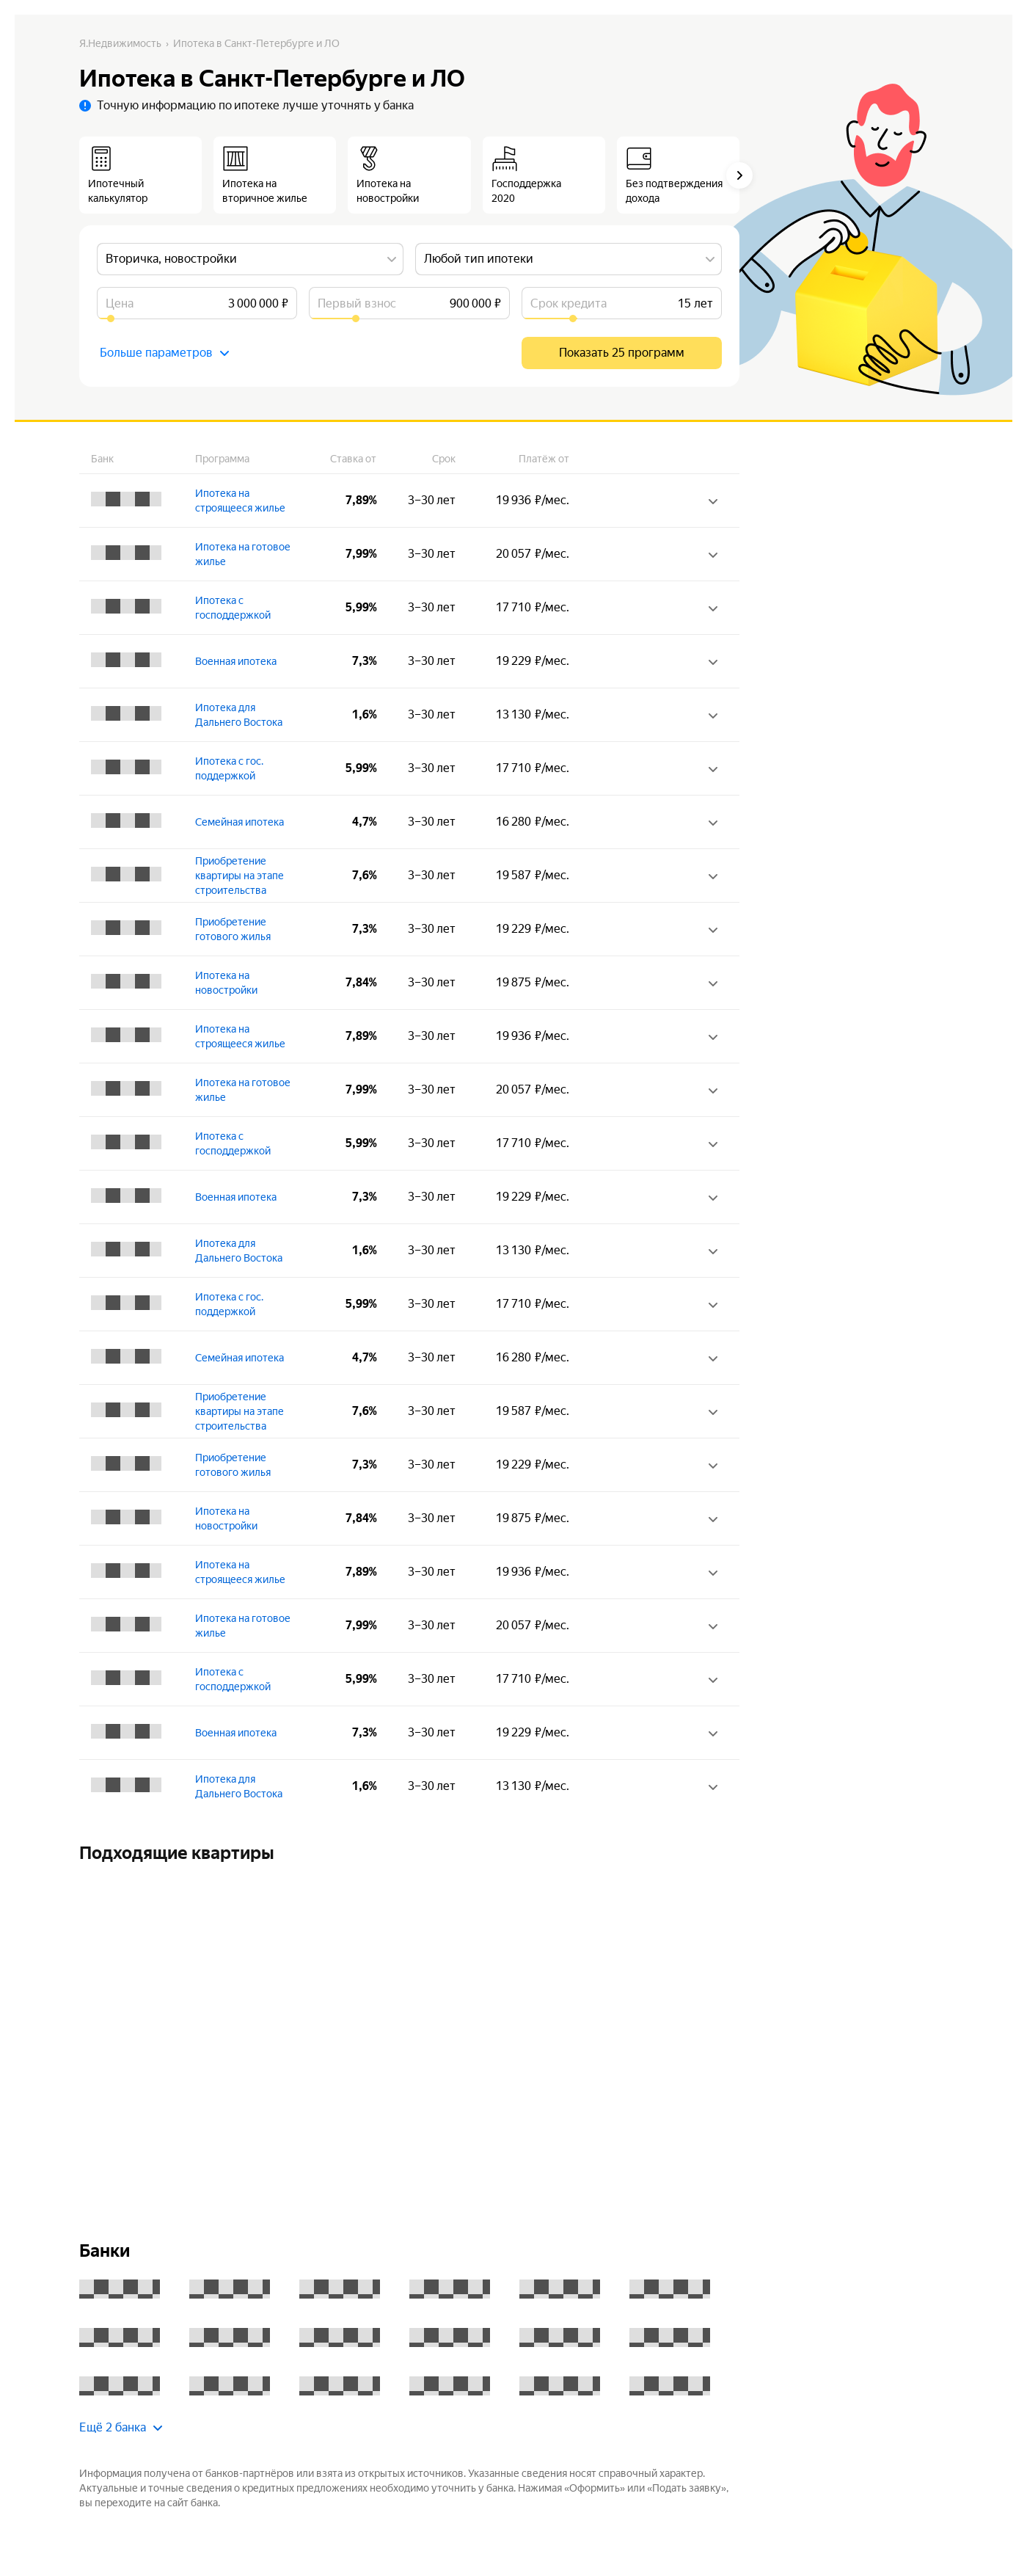 Я.Недвижимость › Ипотека в Санкт-Петербурге и ЛО
Ипотека в Санкт-Петербурге и ЛО
Точную информацию по ипотеке лучше уточнять у банка
Ипотечный
калькулятор
Ипотека на
вторичное жилье
Ипотека на
новостройки
Господдержка
2020
Без подтверждения
дохода
Вторичка, новостройки
Любой тип ипотеки
Цена 3 000 000 ₽
Первый взнос 900 000 ₽
Срок кредита 15 лет
Больше параметров
Показать 25 программ
Банк Программа Ставка от Срок Платёж от
Ипотека на
строящееся жилье
7,89% 3–30 лет 19 936 ₽/мес.
Ипотека на готовое
жилье
7,99% 3–30 лет 20 057 ₽/мес.
Ипотека с
господдержкой
5,99% 3–30 лет 17 710 ₽/мес.
Военная ипотека 7,3% 3–30 лет 19 229 ₽/мес.
Ипотека для
Дальнего Востока
1,6% 3–30 лет 13 130 ₽/мес.
Ипотека с гос.
поддержкой
5,99% 3–30 лет 17 710 ₽/мес.
Семейная ипотека 4,7% 3–30 лет 16 280 ₽/мес.
Приобретение
квартиры на этапе
строительства
7,6% 3–30 лет 19 587 ₽/мес.
Приобретение
готового жилья
7,3% 3–30 лет 19 229 ₽/мес.
Ипотека на
новостройки
7,84% 3–30 лет 19 875 ₽/мес.
Ипотека на
строящееся жилье
7,89% 3–30 лет 19 936 ₽/мес.
Ипотека на готовое
жилье
7,99% 3–30 лет 20 057 ₽/мес.
Ипотека с
господдержкой
5,99% 3–30 лет 17 710 ₽/мес.
Военная ипотека 7,3% 3–30 лет 19 229 ₽/мес.
Ипотека для
Дальнего Востока
1,6% 3–30 лет 13 130 ₽/мес.
Ипотека с гос.
поддержкой
5,99% 3–30 лет 17 710 ₽/мес.
Семейная ипотека 4,7% 3–30 лет 16 280 ₽/мес.
Приобретение
квартиры на этапе
строительства
7,6% 3–30 лет 19 587 ₽/мес.
Приобретение
готового жилья
7,3% 3–30 лет 19 229 ₽/мес.
Ипотека на
новостройки
7,84% 3–30 лет 19 875 ₽/мес.
Ипотека на
строящееся жилье
7,89% 3–30 лет 19 936 ₽/мес.
Ипотека на готовое
жилье
7,99% 3–30 лет 20 057 ₽/мес.
Ипотека с
господдержкой
5,99% 3–30 лет 17 710 ₽/мес.
Военная ипотека 7,3% 3–30 лет 19 229 ₽/мес.
Ипотека для
Дальнего Востока
1,6% 3–30 лет 13 130 ₽/мес.
Подходящие квартиры
Банки
Ещё 2 банка
Информация получена от банков-партнёров или взята из открытых источников. Указанные сведения носят справочный характер.
Актуальные и точные сведения о кредитных предложениях необходимо уточнить у банка. Нажимая «Оформить» или «Подать заявку»,
вы переходите на сайт банка.